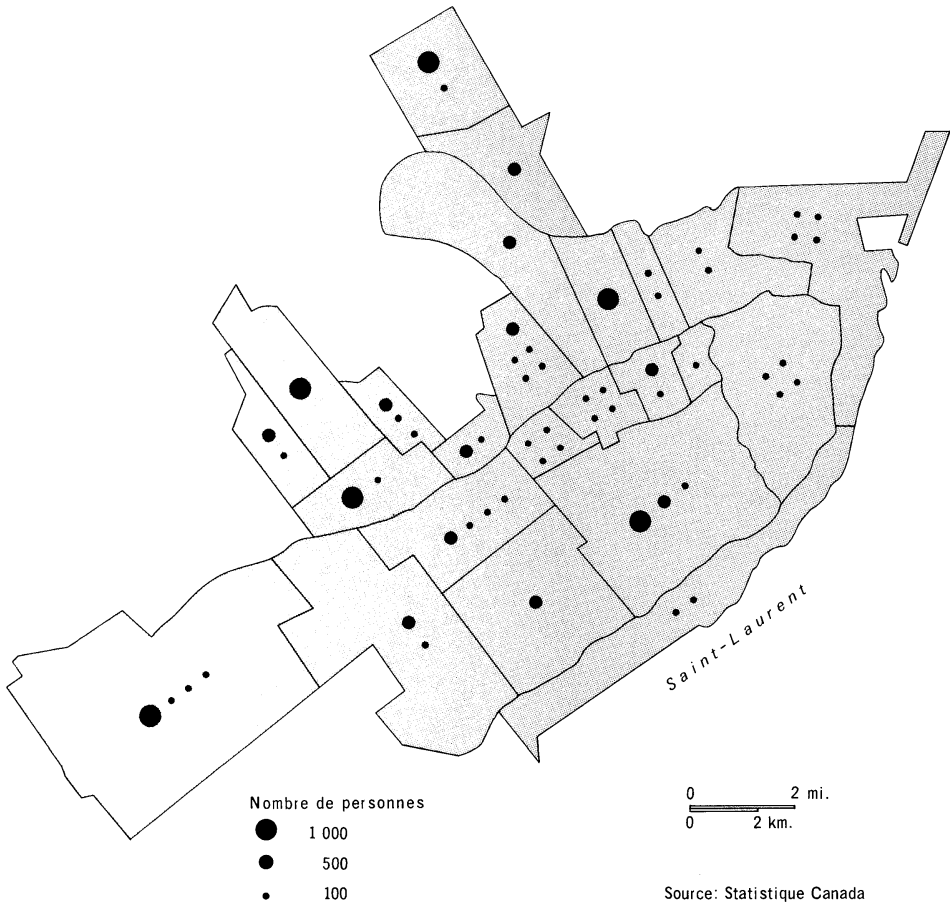 Saint-Laurent
Nombre de personnes
1 000
500
100
0 2 mi.
0 2 km.
Source: Statistique Canada